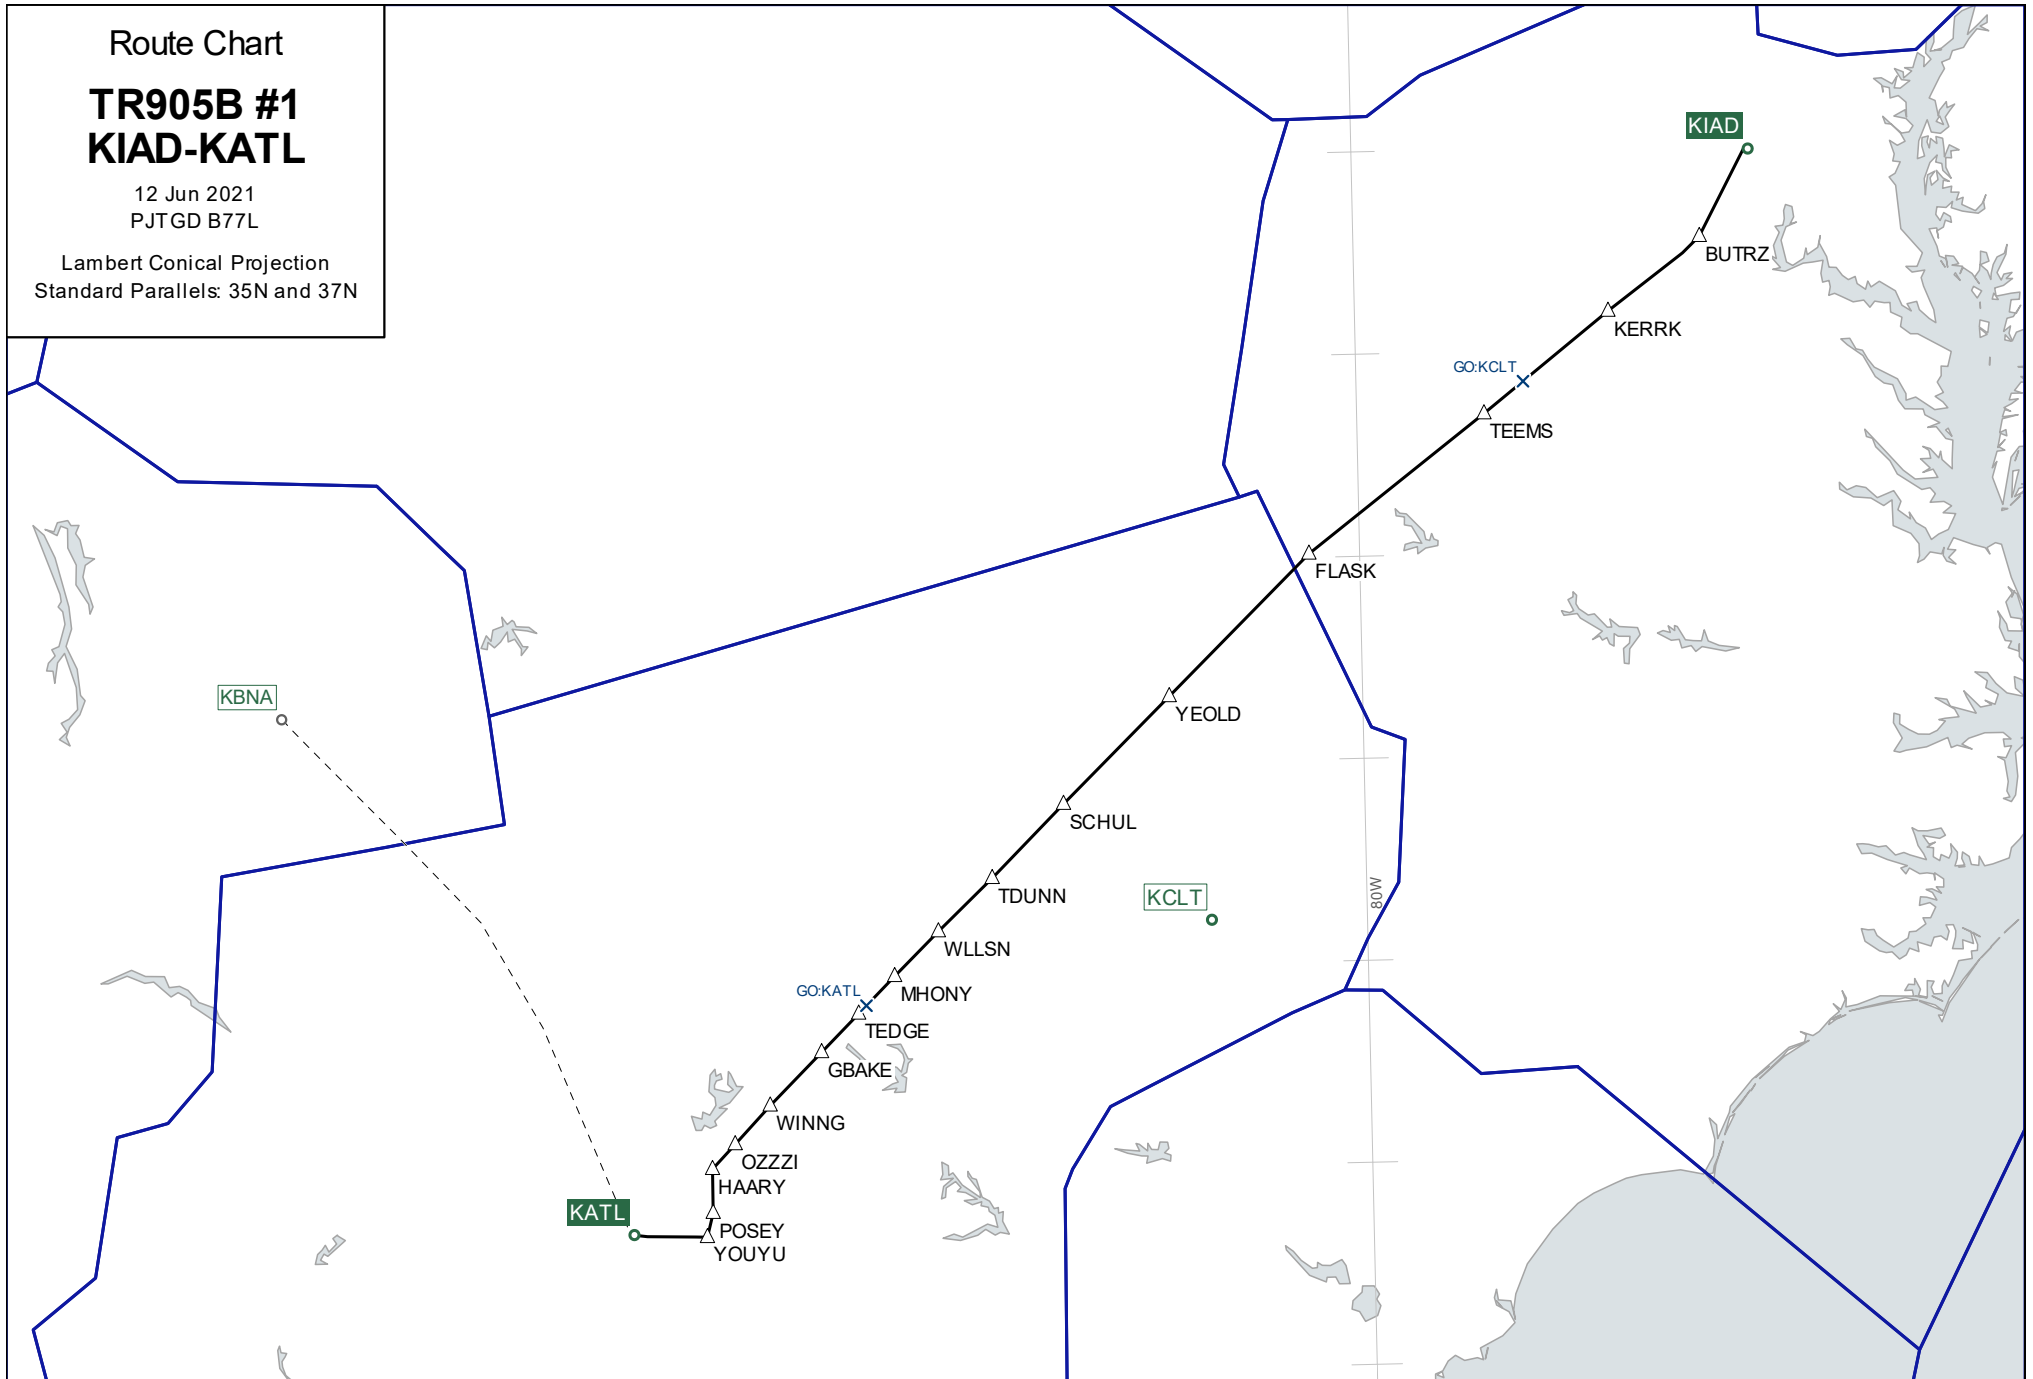 Route Chart
TR905B #1
KIAD-KATL
12 Jun 2021
PJTGD B77L
Lambert Conical Projection
Standard Parallels: 35N and 37N
KIAD
BUTRZ
KERRK
GO:KCLT
TEEMS
FLASK
KBNA
YEOLD
SCHUL
80W
KCLT
TDUNN
WLLSN
MHONY
GO:KATL
TEDGE
GBAKE
WINNG
OZZZI
HAARY
KATL
POSEY
YOUYU